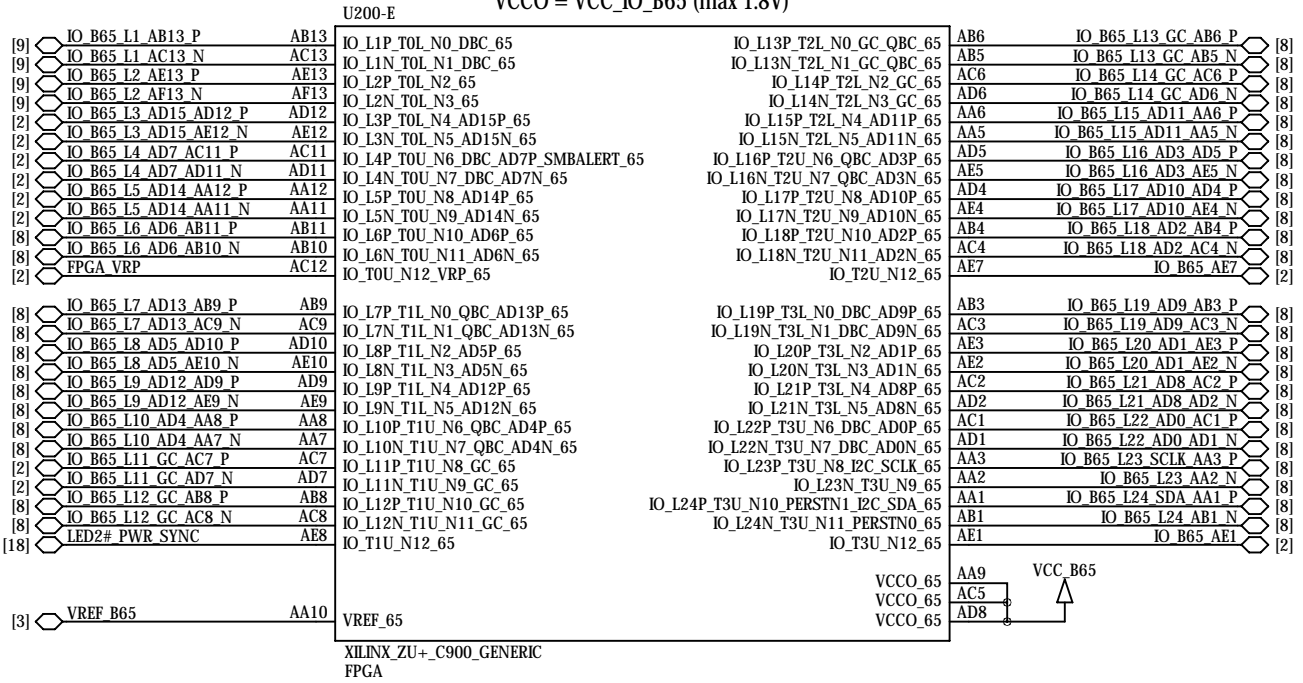 VCCO = VCC_IO_B65 (max 1.8V)
U200-E
[9] IO_B65_L1_AB13_P AB13 IO_L1P_T0L_N0_DBC_65 IO_L13P_T2L_N0_GC_QBC_65 AB6 IO_B65_L13_GC_AB6_P [8]
[9] IO_B65_L1_AC13_N AC13 IO_L1N_T0L_N1_DBC_65 IO_L13N_T2L_N1_GC_QBC_65 AB5 IO_B65_L13_GC_AB5_N [8]
[9] IO_B65_L2_AE13_P AE13 IO_L2P_T0L_N2_65 IO_L14P_T2L_N2_GC_65 AC6 IO_B65_L14_GC_AC6_P [8]
[9] IO_B65_L2_AF13_N AF13 IO_L2N_T0L_N3_65 IO_L14N_T2L_N3_GC_65 AD6 IO_B65_L14_GC_AD6_N [8]
[2] IO_B65_L3_AD15_AD12_P AD12 IO_L3P_T0L_N4_AD15P_65 IO_L15P_T2L_N4_AD11P_65 AA6 IO_B65_L15_AD11_AA6_P [8]
[2] IO_B65_L3_AD15_AE12_N AE12 IO_L3N_T0L_N5_AD15N_65 IO_L15N_T2L_N5_AD11N_65 AA5 IO_B65_L15_AD11_AA5_N [8]
[2] IO_B65_L4_AD7_AC11_P AC11 IO_L4P_T0U_N6_DBC_AD7P_SMBALERT_65 IO_L16P_T2U_N6_QBC_AD3P_65 AD5 IO_B65_L16_AD3_AD5_P [8]
[2] IO_B65_L4_AD7_AD11_N AD11 IO_L4N_T0U_N7_DBC_AD7N_65 IO_L16N_T2U_N7_QBC_AD3N_65 AE5 IO_B65_L16_AD3_AE5_N [8]
[2] IO_B65_L5_AD14_AA12_P AA12 IO_L5P_T0U_N8_AD14P_65 IO_L17P_T2U_N8_AD10P_65 AD4 IO_B65_L17_AD10_AD4_P [8]
[2] IO_B65_L5_AD14_AA11_N AA11 IO_L5N_T0U_N9_AD14N_65 IO_L17N_T2U_N9_AD10N_65 AE4 IO_B65_L17_AD10_AE4_N [8]
[8] IO_B65_L6_AD6_AB11_P AB11 IO_L6P_T0U_N10_AD6P_65 IO_L18P_T2U_N10_AD2P_65 AB4 IO_B65_L18_AD2_AB4_P [8]
[8] IO_B65_L6_AD6_AB10_N AB10 IO_L6N_T0U_N11_AD6N_65 IO_L18N_T2U_N11_AD2N_65 AC4 IO_B65_L18_AD2_AC4_N [8]
[2] FPGA_VRP AC12 IO_T0U_N12_VRP_65 IO_T2U_N12_65 AE7 IO_B65_AE7 [2]
[8] IO_B65_L7_AD13_AB9_P AB9 IO_L7P_T1L_N0_QBC_AD13P_65 IO_L19P_T3L_N0_DBC_AD9P_65 AB3 IO_B65_L19_AD9_AB3_P [8]
[8] IO_B65_L7_AD13_AC9_N AC9 IO_L7N_T1L_N1_QBC_AD13N_65 IO_L19N_T3L_N1_DBC_AD9N_65 AC3 IO_B65_L19_AD9_AC3_N [8]
[8] IO_B65_L8_AD5_AD10_P AD10 IO_L8P_T1L_N2_AD5P_65 IO_L20P_T3L_N2_AD1P_65 AE3 IO_B65_L20_AD1_AE3_P [8]
[8] IO_B65_L8_AD5_AE10_N AE10 IO_L8N_T1L_N3_AD5N_65 IO_L20N_T3L_N3_AD1N_65 AE2 IO_B65_L20_AD1_AE2_N [8]
[8] IO_B65_L9_AD12_AD9_P AD9 IO_L9P_T1L_N4_AD12P_65 IO_L21P_T3L_N4_AD8P_65 AC2 IO_B65_L21_AD8_AC2_P [8]
[8] IO_B65_L9_AD12_AE9_N AE9 IO_L9N_T1L_N5_AD12N_65 IO_L21N_T3L_N5_AD8N_65 AD2 IO_B65_L21_AD8_AD2_N [8]
[8] IO_B65_L10_AD4_AA8_P AA8 IO_L10P_T1U_N6_QBC_AD4P_65 IO_L22P_T3U_N6_DBC_AD0P_65 AC1 IO_B65_L22_AD0_AC1_P [8]
[8] IO_B65_L10_AD4_AA7_N AA7 IO_L10N_T1U_N7_QBC_AD4N_65 IO_L22N_T3U_N7_DBC_AD0N_65 AD1 IO_B65_L22_AD0_AD1_N [8]
[2] IO_B65_L11_GC_AC7_P AC7 IO_L11P_T1U_N8_GC_65 IO_L23P_T3U_N8_I2C_SCLK_65 AA3 IO_B65_L23_SCLK_AA3_P [8]
[2] IO_B65_L11_GC_AD7_N AD7 IO_L11N_T1U_N9_GC_65 IO_L23N_T3U_N9_65 AA2 IO_B65_L23_AA2_N [8]
[8] IO_B65_L12_GC_AB8_P AB8 IO_L12P_T1U_N10_GC_65 IO_L24P_T3U_N10_PERSTN1_I2C_SDA_65 AA1 IO_B65_L24_SDA_AA1_P [8]
[8] IO_B65_L12_GC_AC8_N AC8 IO_L12N_T1U_N11_GC_65 IO_L24N_T3U_N11_PERSTN0_65 AB1 IO_B65_L24_AB1_N [8]
[18] LED2#_PWR_SYNC AE8 IO_T1U_N12_65 IO_T3U_N12_65 AE1 IO_B65_AE1 [2]
VCCO_65 AA9 VCC_B65
VCCO_65 AC5
[3] VREF_B65 AA10 VREF_65 VCCO_65 AD8
XILINX_ZU+_C900_GENERIC
FPGA